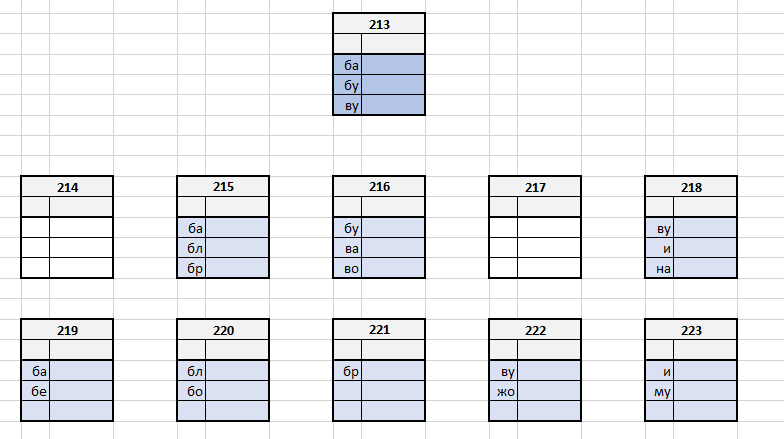 213
ба
бу
ву
214 215 216 217 218
ба бу ву
бл ва и
бр во на
219 220 221 222 223
ба бл бр ву и
бе бо жо му